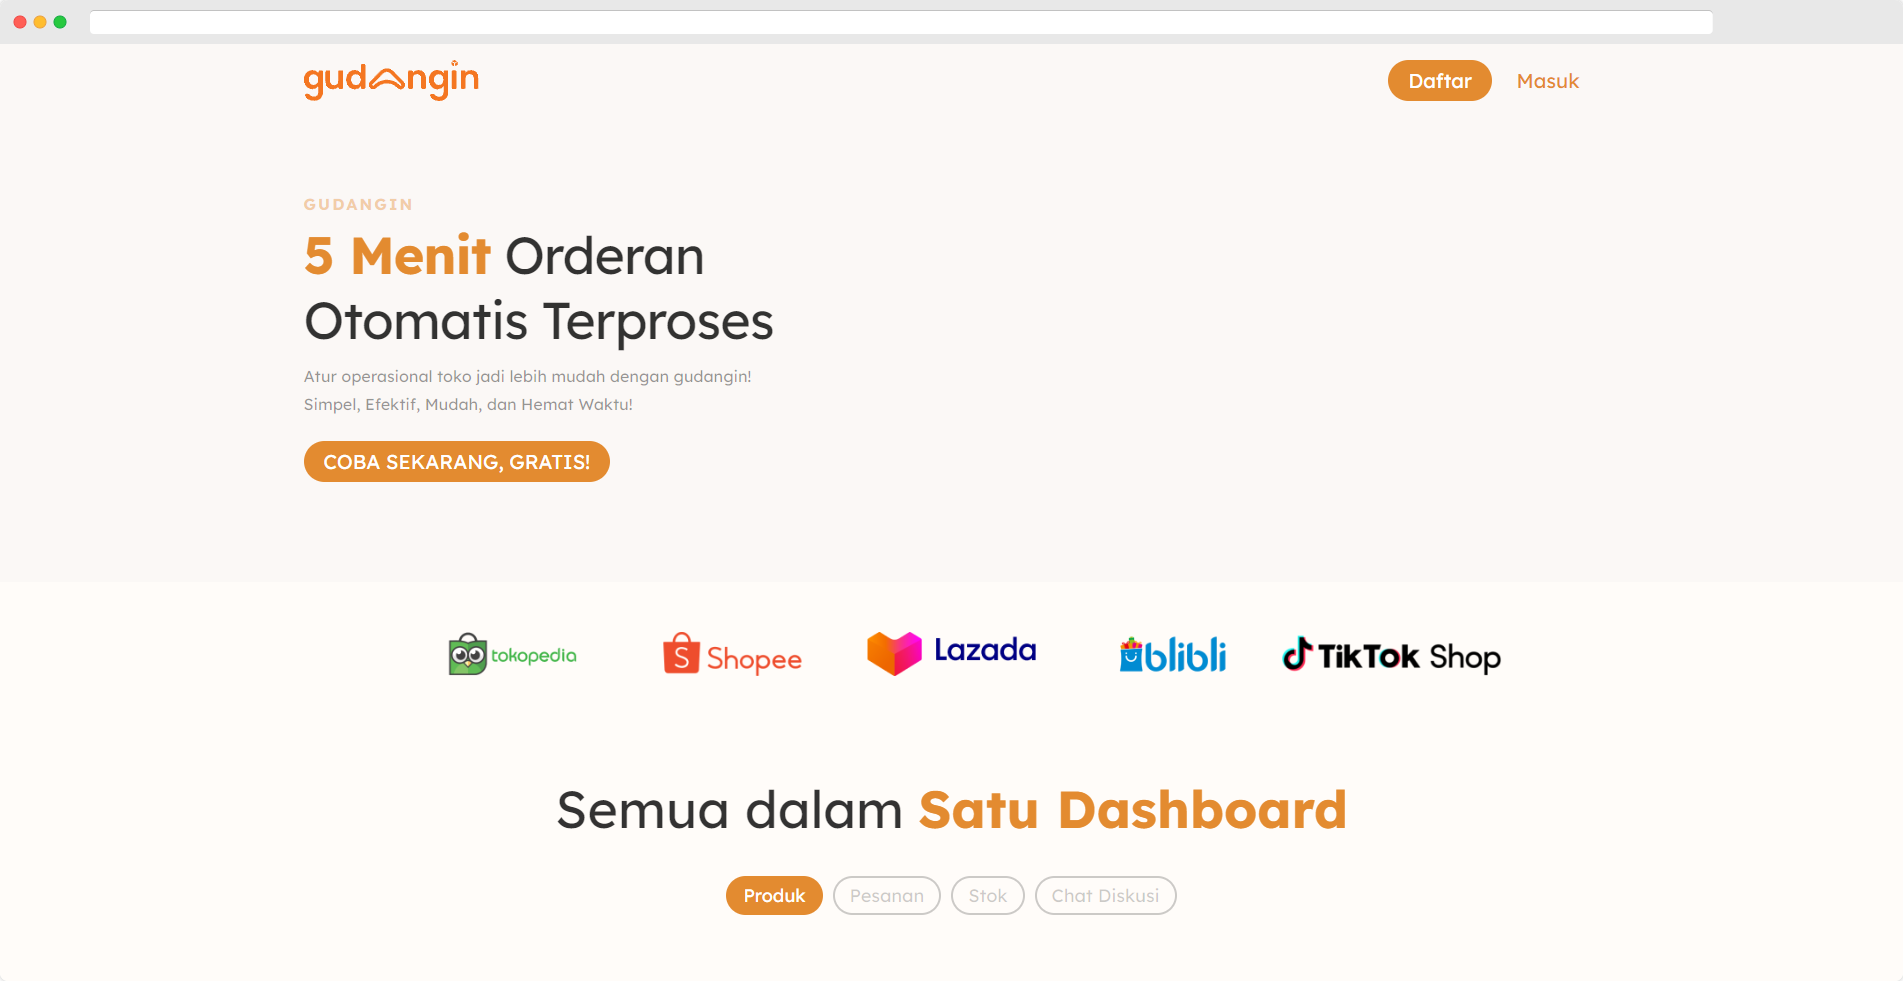 gudangin
Daftar
Masuk
GUDANGIN
5 Menit Orderan
Otomatis Terproses
Atur operasional toko jadi lebih mudah dengan gudangin!
Simpel, Efektif, Mudah, dan Hemat Waktu!
COBA SEKARANG, GRATIS!
tokopedia
S Shopee
Lazada
blibli
TikTok Shop
Semua dalam Satu Dashboard
Produk
Pesanan
Stok
Chat Diskusi